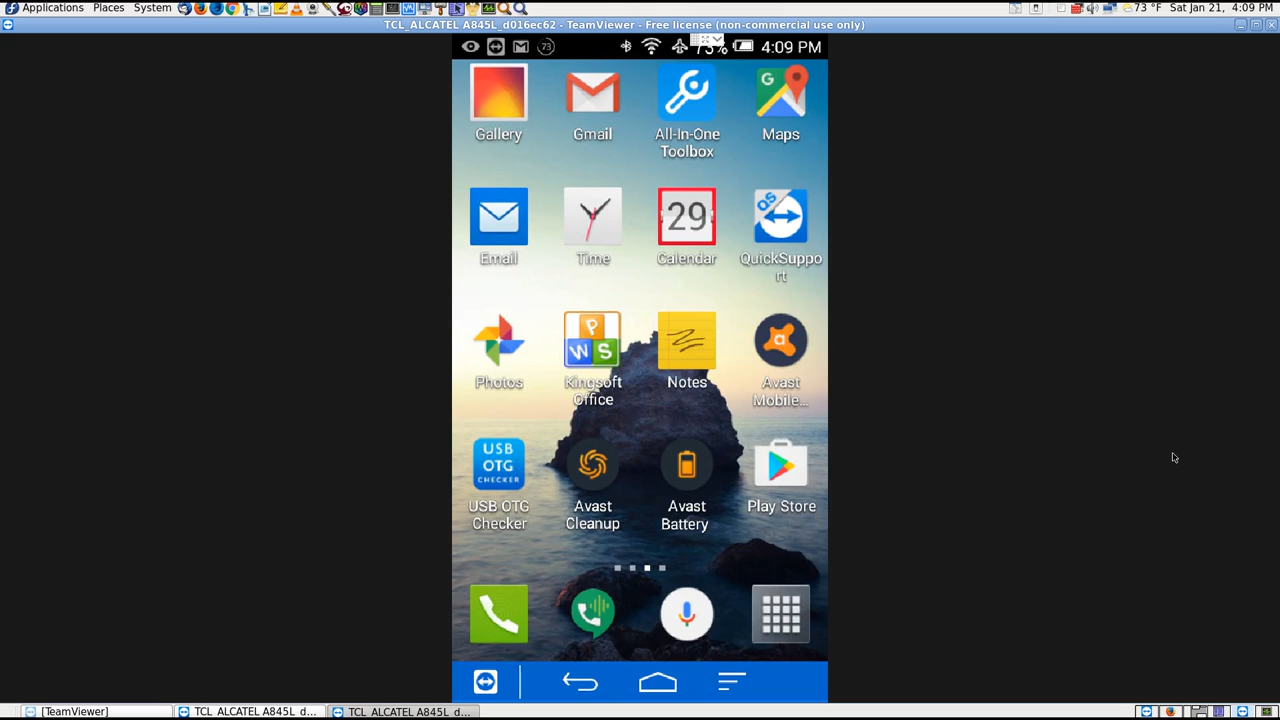 Applications Places System
73 °F Sat Jan 21, 4:09 PM
TCL_ALCATEL A845L_d016ec62 - TeamViewer - Free license (non-commercial use only)
73
73% 4:09 PM
Gallery Gmail All-In-One Toolbox Maps
G
Email Time Calendar QuickSuppo
rt
29
QS
Photos Kingsoft Office Notes Avast Mobile...
P
W S
a
USB
OTG
CHECKER
USB OTG Checker Avast Cleanup Avast Battery Play Store
[TeamViewer] TCL_ALCATEL A845L_d... TCL_ALCATEL A845L_d...